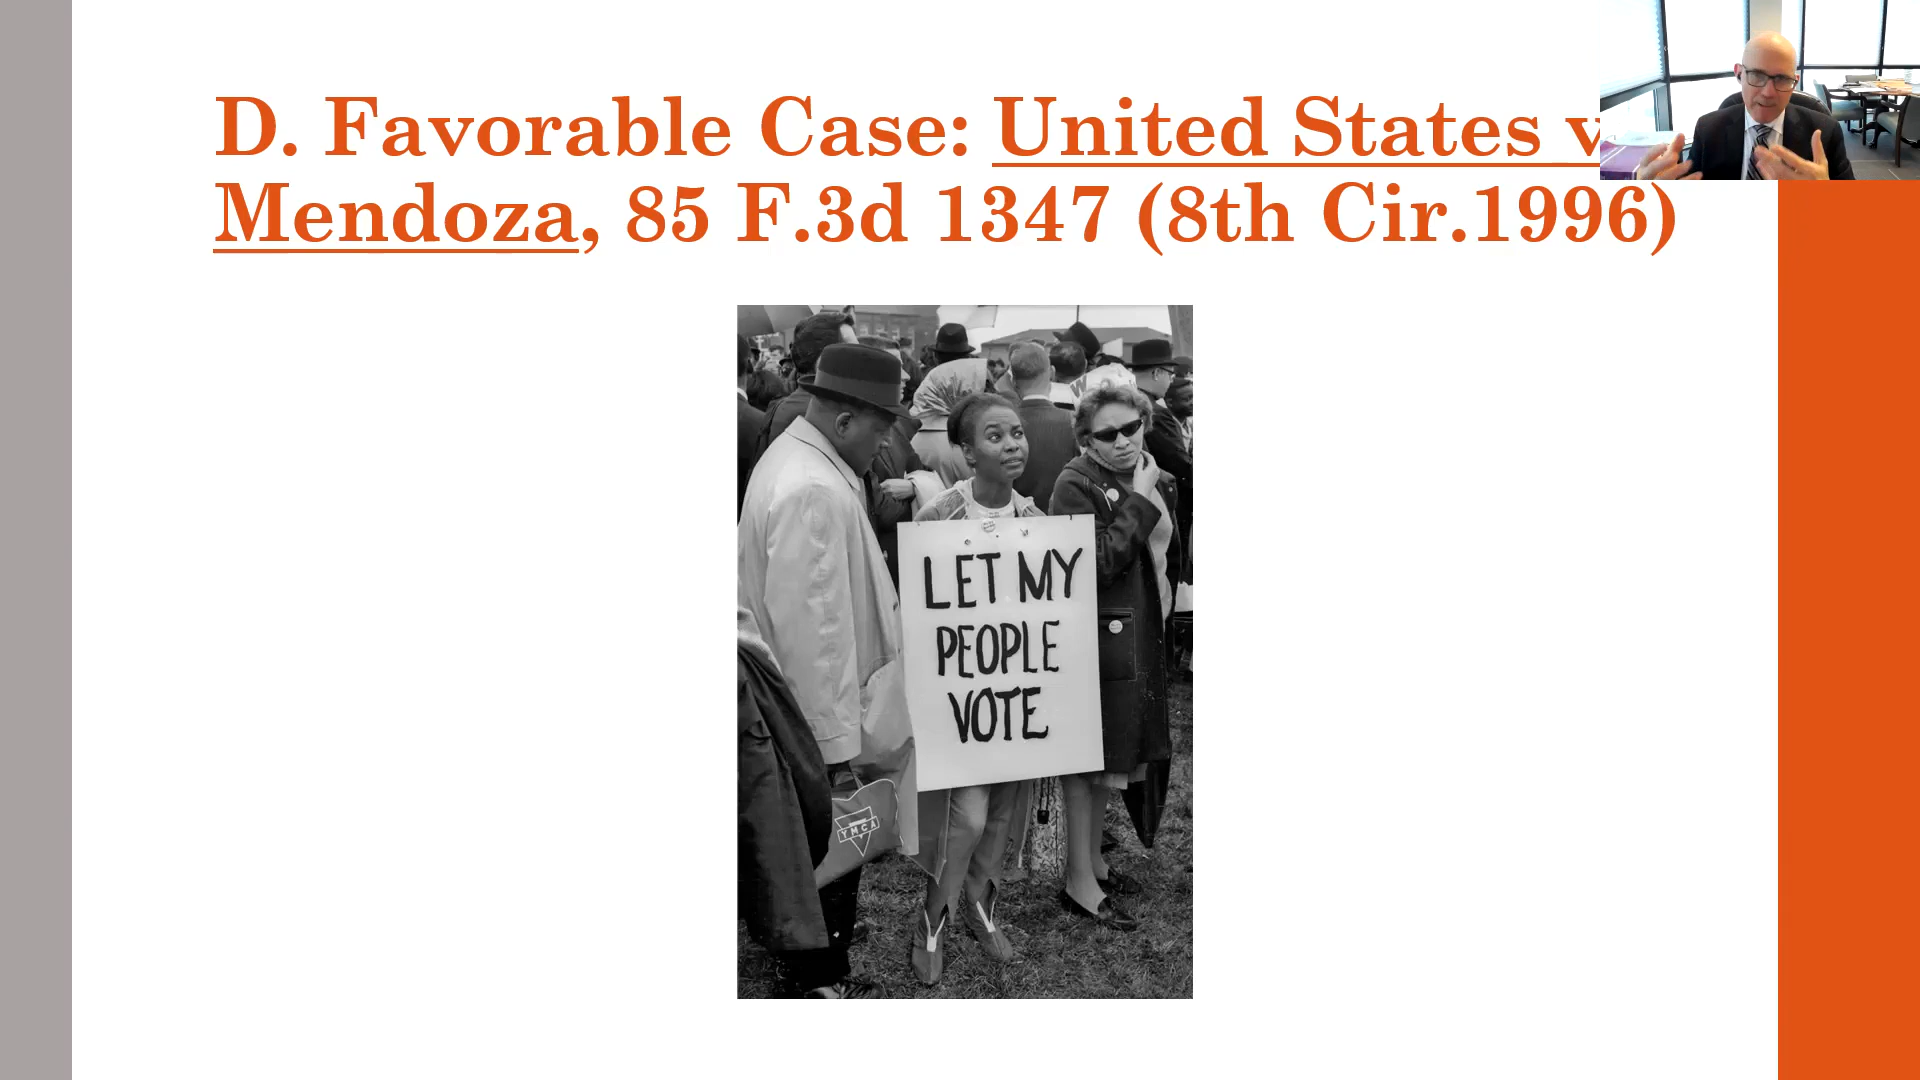 D. Favorable Case: United States v
Mendoza, 85 F.3d 1347 (8th Cir.1996)
LET MY
PEOPLE
VOTE
YMCA